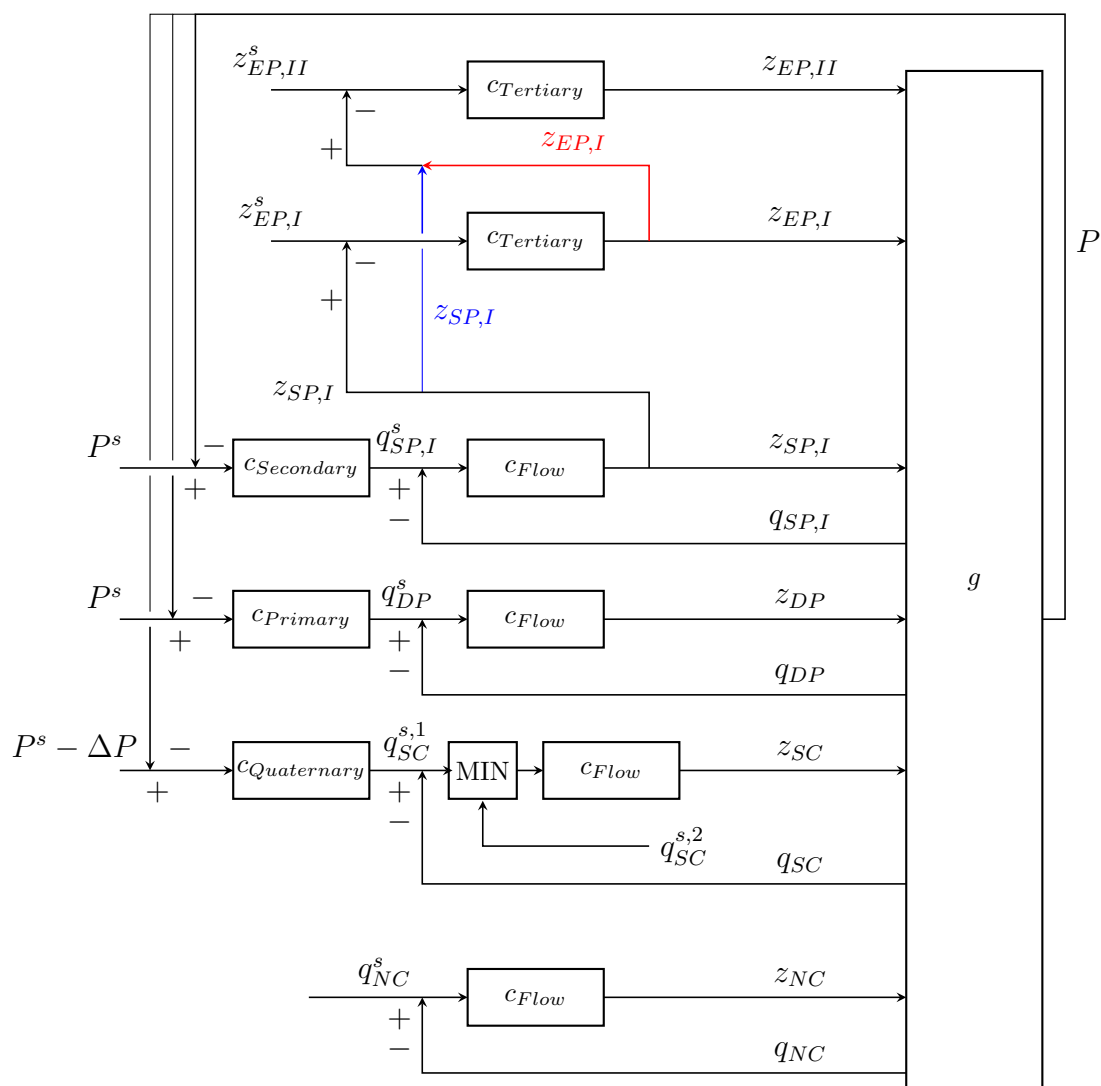 z^s_{EP,II} c_{Tertiary} z_{EP,II}
−
+ z_{EP,I}
z^s_{EP,I} c_{Tertiary} z_{EP,I} P
−
+ z_{SP,I}
z_{SP,I}
P^s − c_{Secondary} q^s_{SP,I} c_{Flow} z_{SP,I}
+ +
− q_{SP,I}
g
P^s − c_{Primary} q^s_{DP} c_{Flow} z_{DP}
+ +
− q_{DP}
P^s − ΔP − c_{Quaternary} q^{s,1}_{SC} MIN c_{Flow} z_{SC}
+ +
−
q^{s,2}_{SC} q_{SC}
q^s_{NC} c_{Flow} z_{NC}
+
− q_{NC}